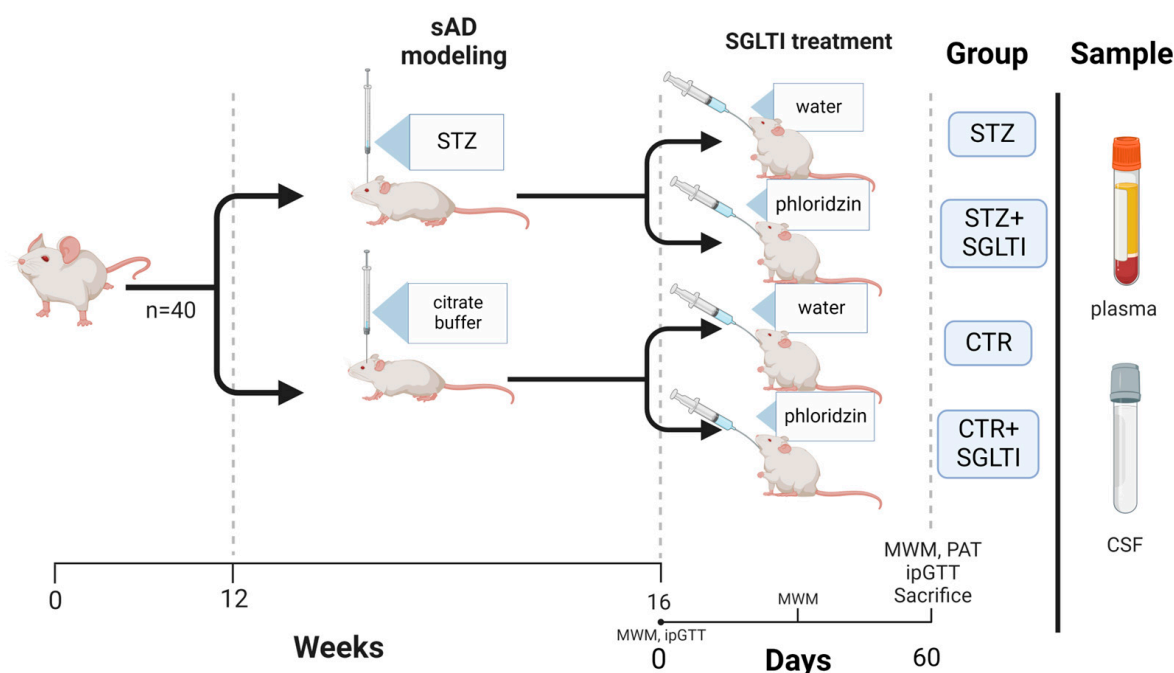 sAD
modeling
SGLTI treatment
Group
Sample
STZ
water
STZ
phloridzin
STZ+
SGLTI
n=40
citrate
buffer
water
CTR
plasma
phloridzin
CTR+
SGLTI
CSF
MWM, PAT
ipGTT
Sacrifice
0
12
16
MWM
MWM, ipGTT
Weeks
0
Days
60